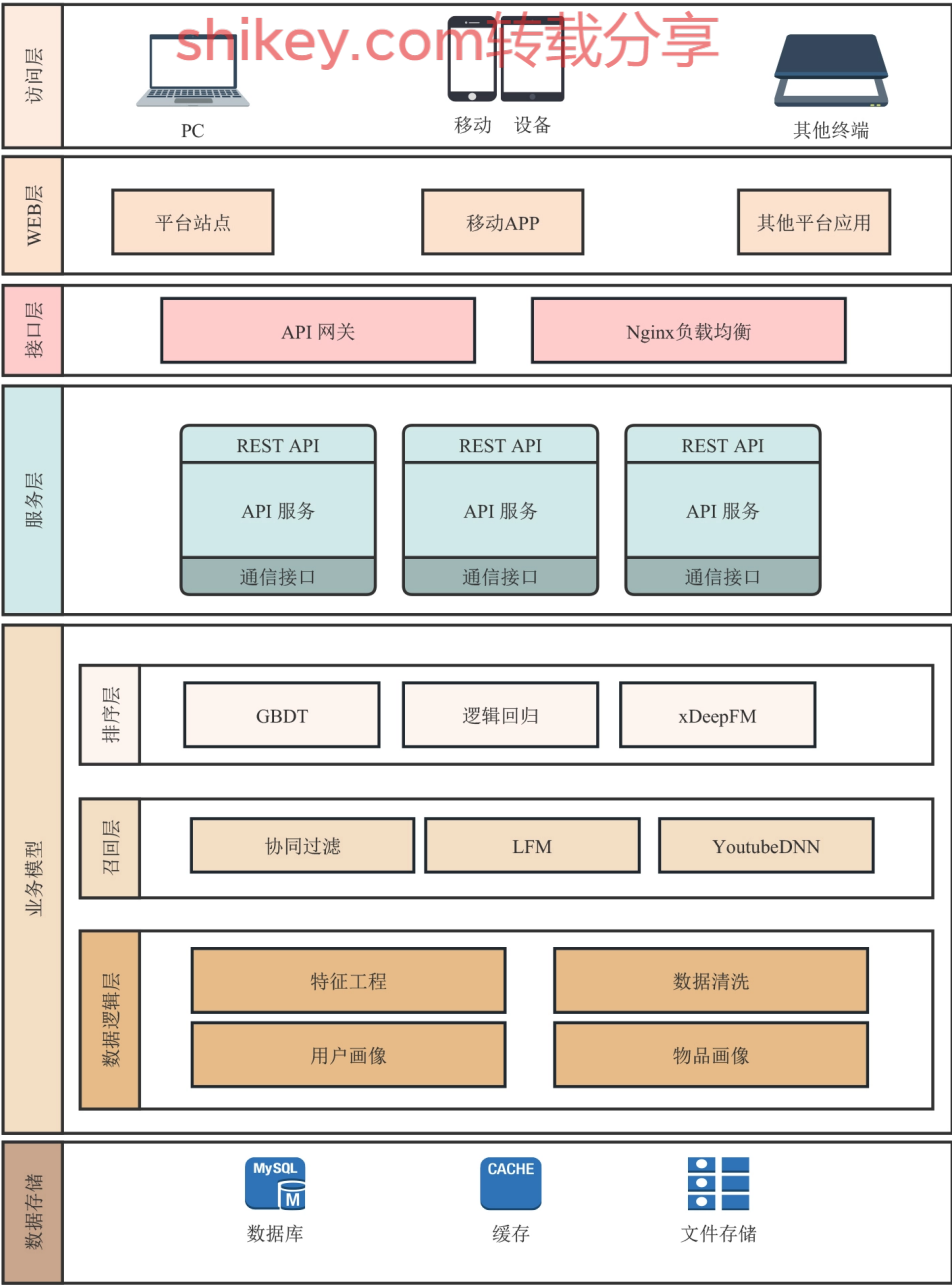 shikey.com转载分享
访问层
PC
移动 设备
其他终端
WEB层
平台站点
移动APP
其他平台应用
接口层
API 网关
Nginx负载均衡
服务层
REST API
REST API
REST API
API 服务
API 服务
API 服务
通信接口
通信接口
通信接口
业务模型
排序层
GBDT
逻辑回归
xDeepFM
召回层
协同过滤
LFM
YoutubeDNN
数据逻辑层
特征工程
数据清洗
用户画像
物品画像
数据存储
MySQL
M
CACHE
数据库
缓存
文件存储